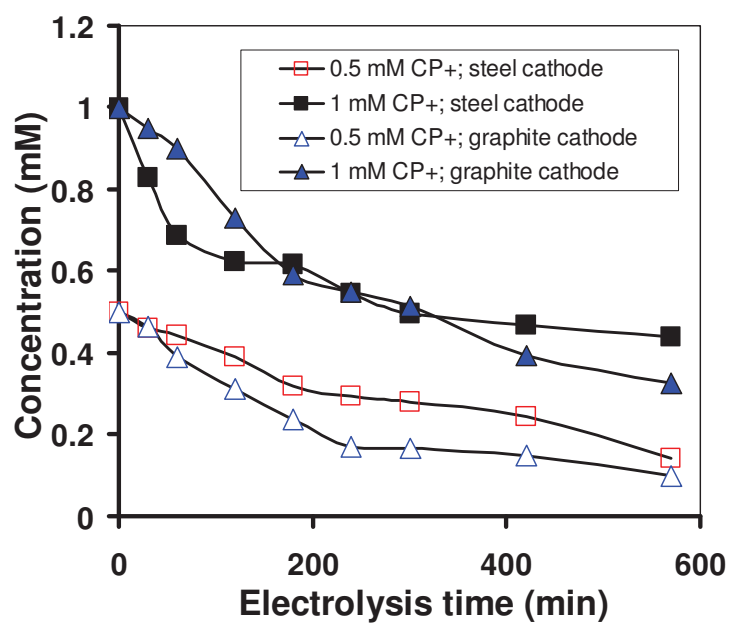 1.2
1
0.8
0.6
0.4
0.2
0
Concentration (mM)
0.5 mM CP+; steel cathode
1 mM CP+; steel cathode
0.5 mM CP+; graphite cathode
1 mM CP+; graphite cathode
0 200 400 600
Electrolysis time (min)